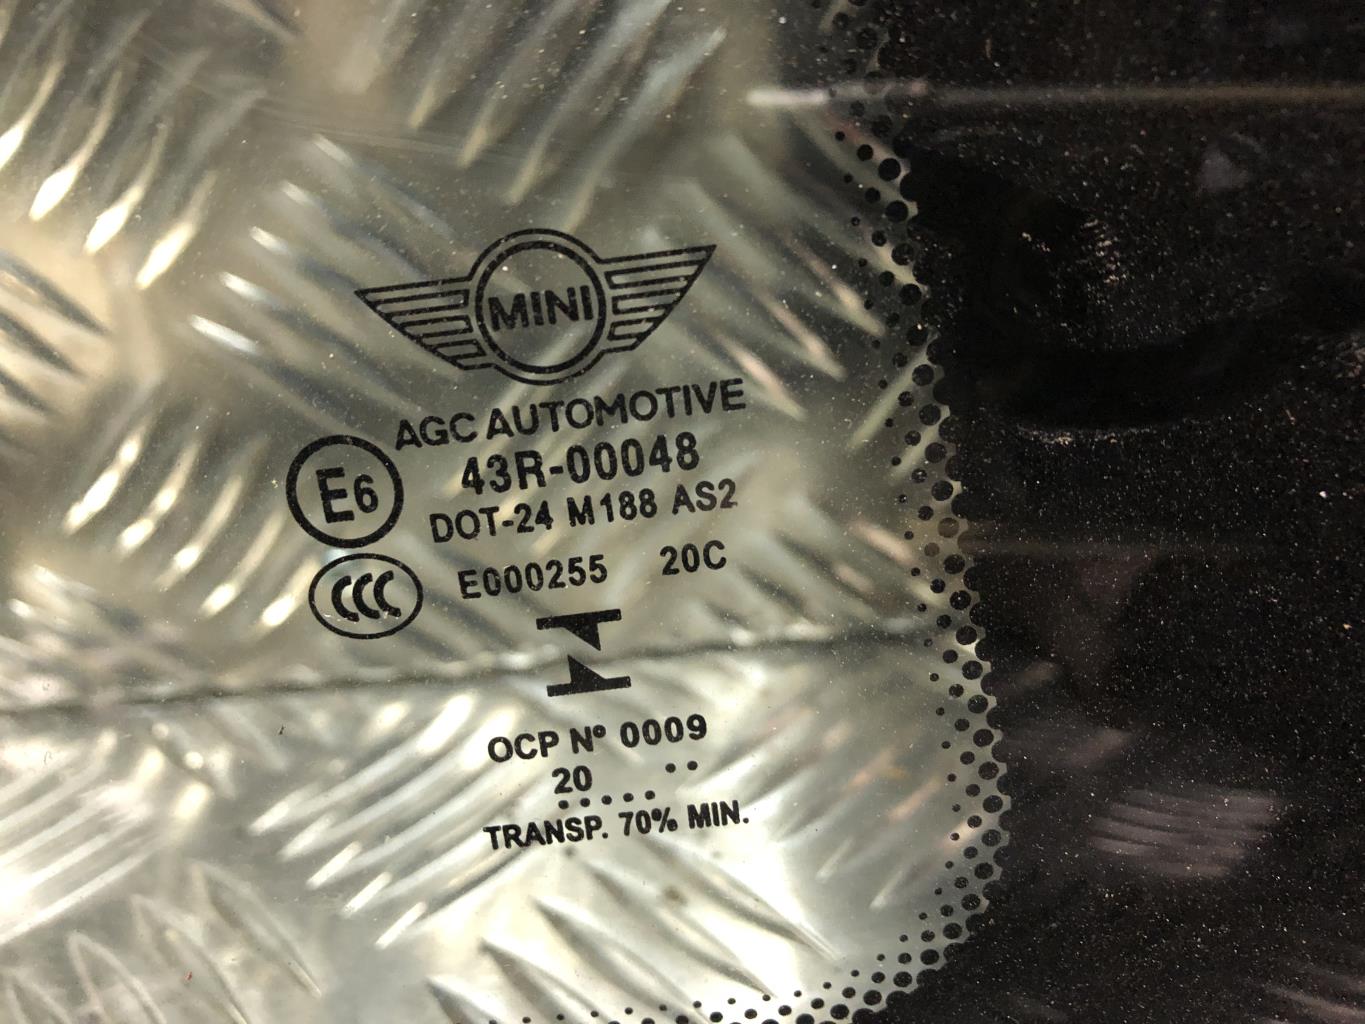 MINI
AGC AUTOMOTIVE
E6 43R-00048
DOT-24 M188 AS2
CCC E000255 20C
OCP Nº 0009
20 ..
.....
TRANSP. 70% MIN.